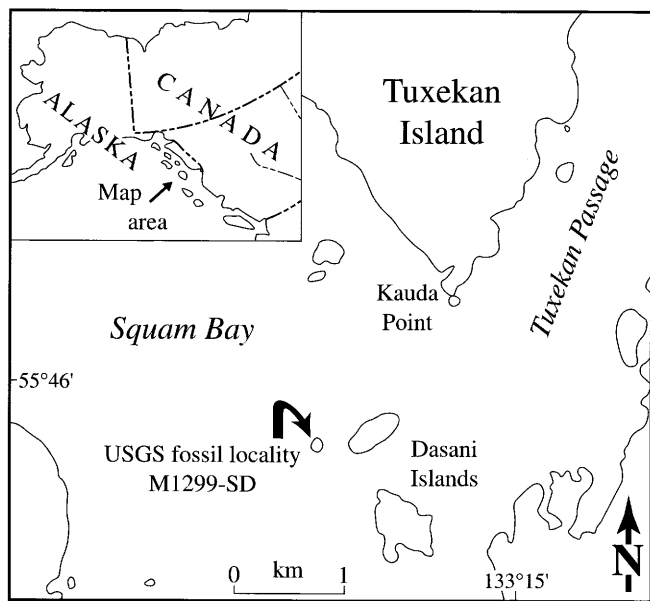 CANADA
ALASKA
Map
area
Tuxekan
Island
Tuxekan Passage
Kauda
Point
Squam Bay
55°46'
USGS fossil locality
M1299-SD
Dasani
Islands
0 km 1
133°15'
N